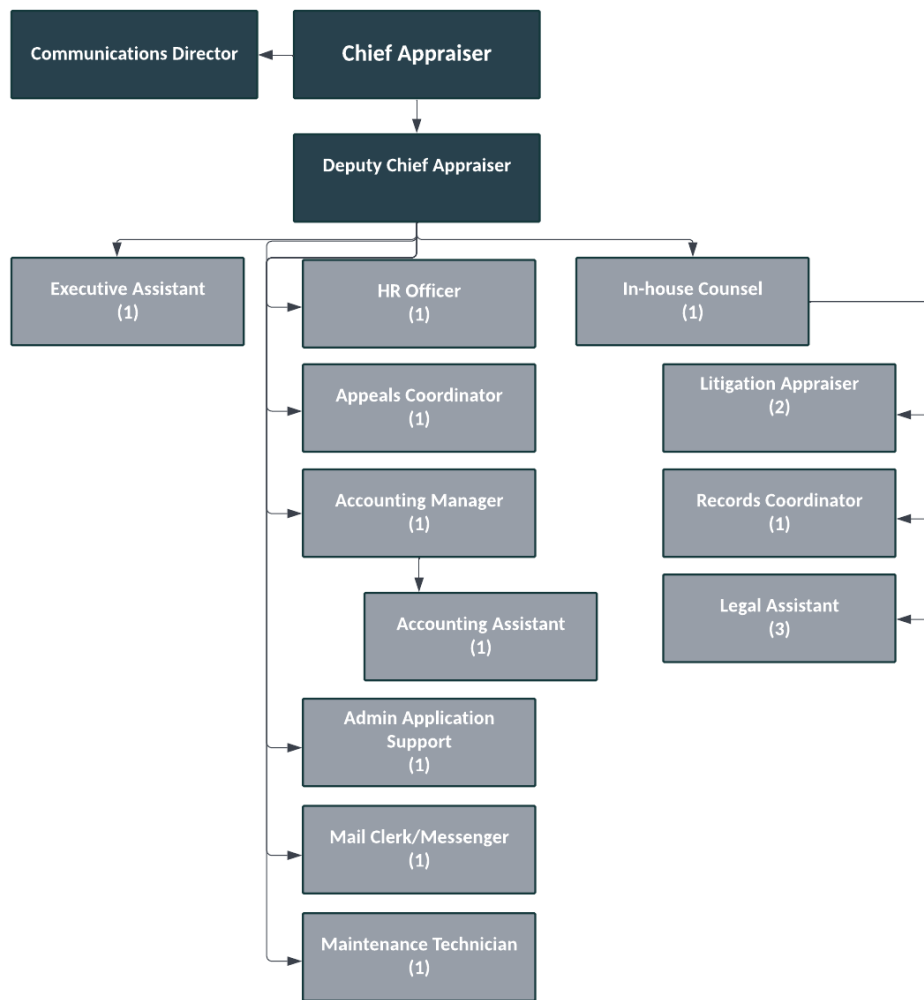 Communications Director
Chief Appraiser
Deputy Chief Appraiser
Executive Assistant
(1)
HR Officer
(1)
In-house Counsel
(1)
Appeals Coordinator
(1)
Litigation Appraiser
(2)
Accounting Manager
(1)
Records Coordinator
(1)
Accounting Assistant
(1)
Legal Assistant
(3)
Admin Application
Support
(1)
Mail Clerk/Messenger
(1)
Maintenance Technician
(1)